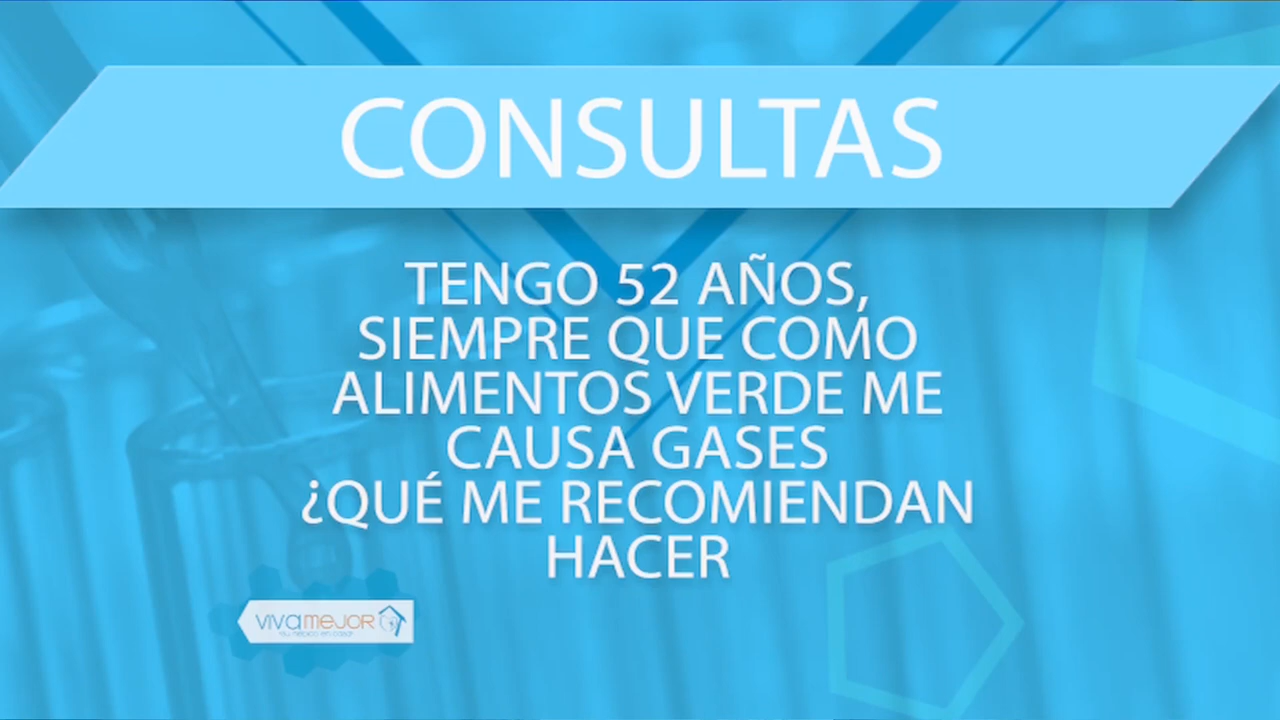 CONSULTAS
TENGO 52 AÑOS,
SIEMPRE QUE COMO
ALIMENTOS VERDE ME
CAUSA GASES
¿QUÉ ME RECOMIENDAN
HACER
VIVAMEJOR